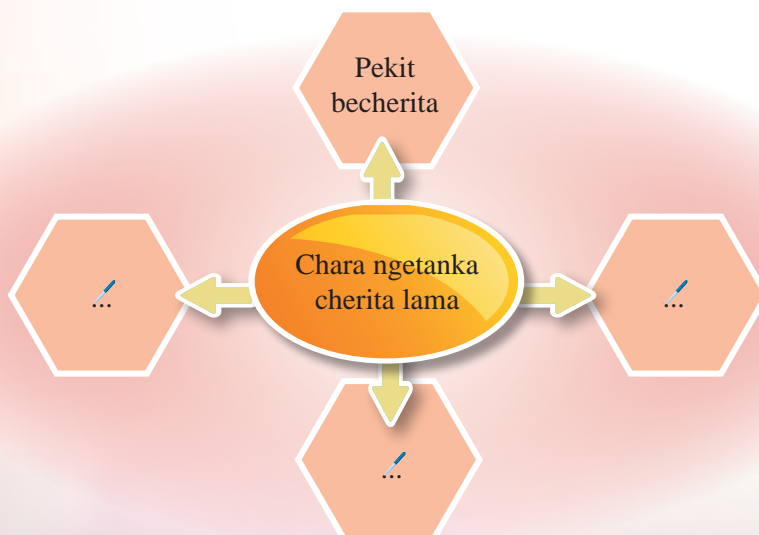 Pekit
becherita
Chara ngetanka
cherita lama
...
...
...